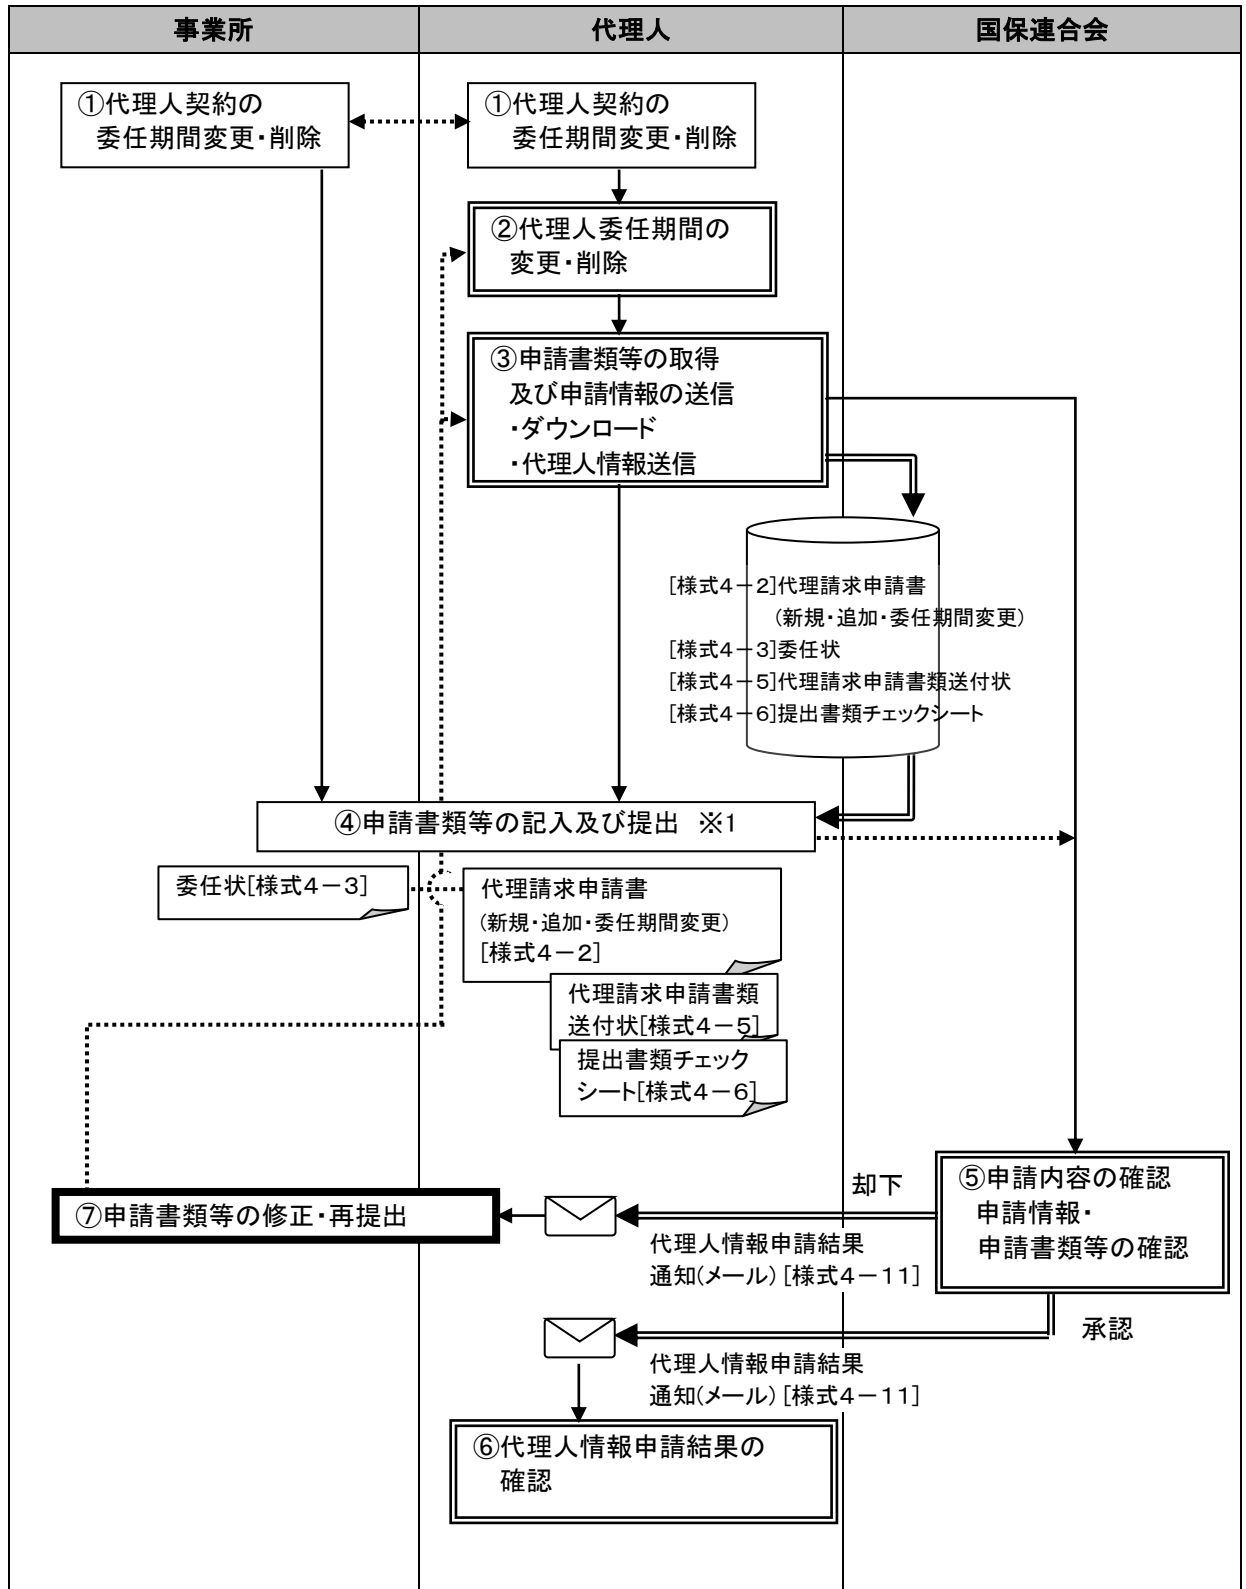 事業所
代理人
国保連合会
①代理人契約の
委任期間変更・削除
①代理人契約の
委任期間変更・削除
②代理人委任期間の
変更・削除
③申請書類等の取得
及び申請情報の送信
・ダウンロード
・代理人情報送信
[様式4－2]代理請求申請書
(新規・追加・委任期間変更)
[様式4－3]委任状
[様式4－5]代理請求申請書類送付状
[様式4－6]提出書類チェックシート
④申請書類等の記入及び提出 ※1
委任状[様式4－3]
代理請求申請書
(新規・追加・委任期間変更)
[様式4－2]
代理請求申請書類
送付状[様式4－5]
提出書類チェック
シート[様式4－6]
却下
⑤申請内容の確認
申請情報・
申請書類等の確認
⑦申請書類等の修正・再提出
代理人情報申請結果
通知(メール) [様式4－11]
承認
代理人情報申請結果
通知(メール) [様式4－11]
⑥代理人情報申請結果の
確認